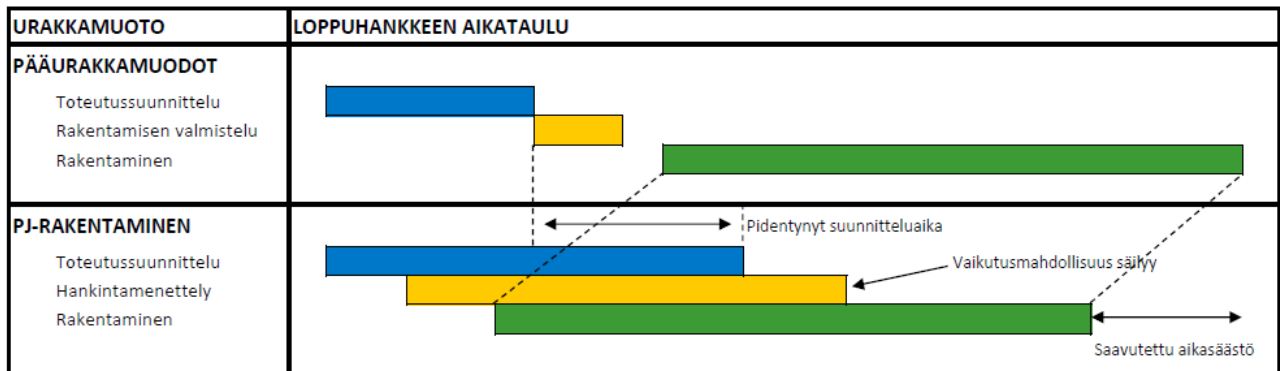 URAKKAMUOTO
LOPPUHANKKEEN AIKATAULU
PÄÄURAKKAMUODOT
Toteutussuunnittelu
Rakentamisen valmistelu
Rakentaminen
PJ-RAKENTAMINEN
Pidentynyt suunnitteluaika
Toteutussuunnittelu
Vaikutusmahdollisuus säilyy
Hankintamenettely
Rakentaminen
Saavutettu aikasäästö